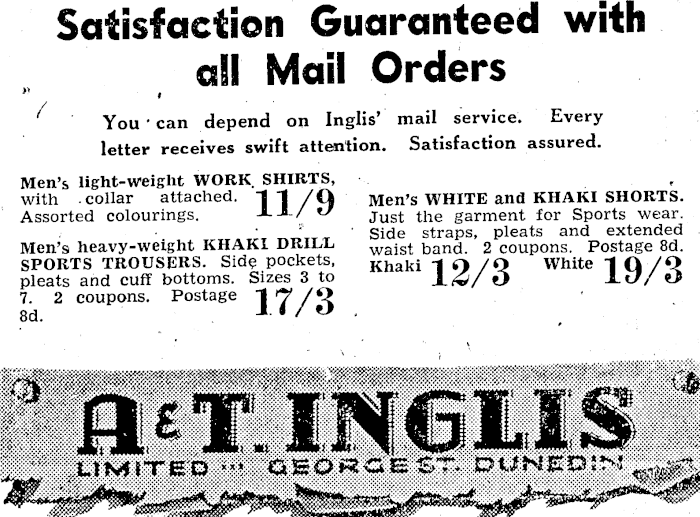 Satisfaction Guaranteed with
all Mail Orders
You can depend on Inglis' mail service. Every
letter receives swift attention. Satisfaction assured.
Men's light-weight WORK SHIRTS,
with collar attached.
Assorted colourings. 11/9
Men's heavy-weight KHAKI DRILL
SPORTS TROUSERS. Side pockets,
pleats and cuff bottoms. Sizes 3 to
7. 2 coupons. Postage
8d. 17/3
Men's WHITE and KHAKI SHORTS.
Just the garment for Sports wear.
Side straps, pleats and extended
waist band. 2 coupons. Postage 8d.
Khaki 12/3 White 19/3
A & T. INGLIS
LIMITED ... GEORGE ST. DUNEDIN